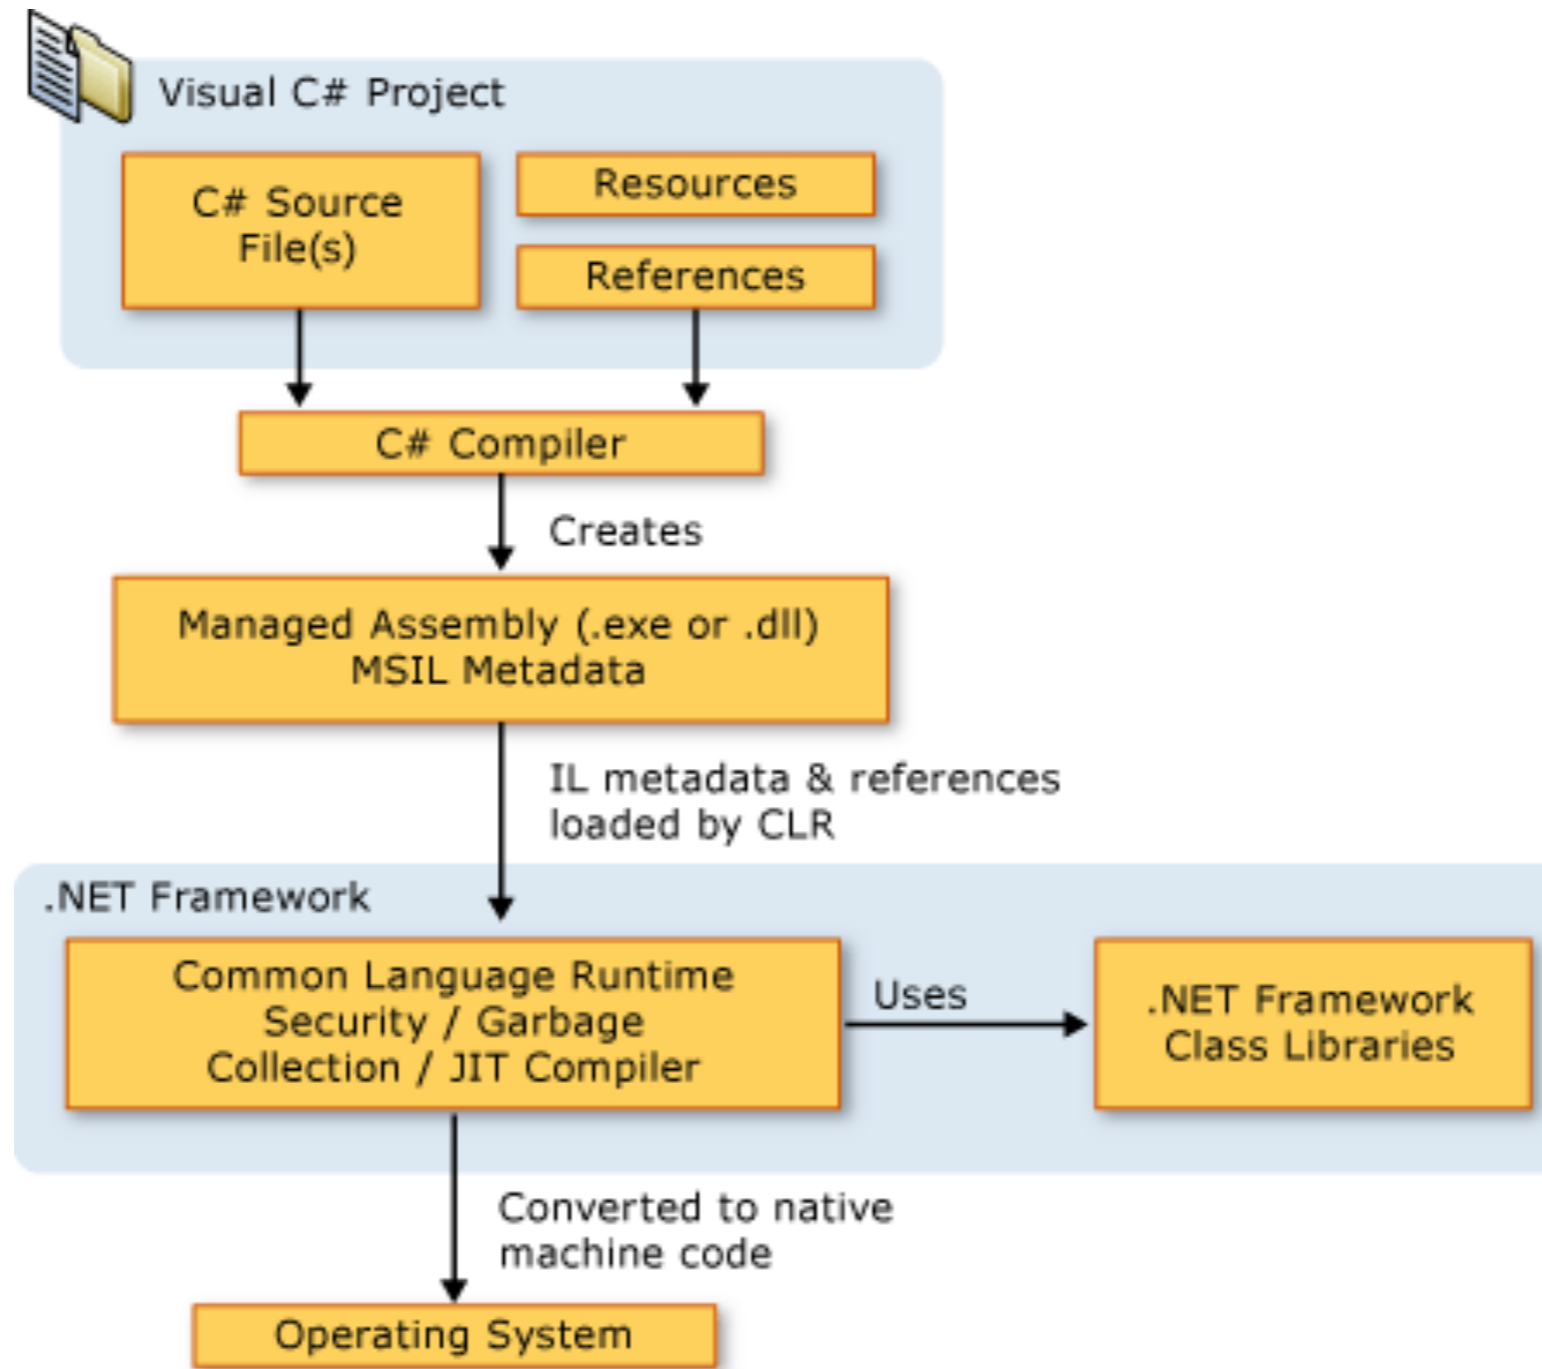 Visual C# Project
C# Source
File(s)
Resources
References
C# Compiler
Creates
Managed Assembly (.exe or .dll)
MSIL Metadata
IL metadata & references
loaded by CLR
.NET Framework
Common Language Runtime
Security / Garbage
Collection / JIT Compiler
Uses
.NET Framework
Class Libraries
Converted to native
machine code
Operating System